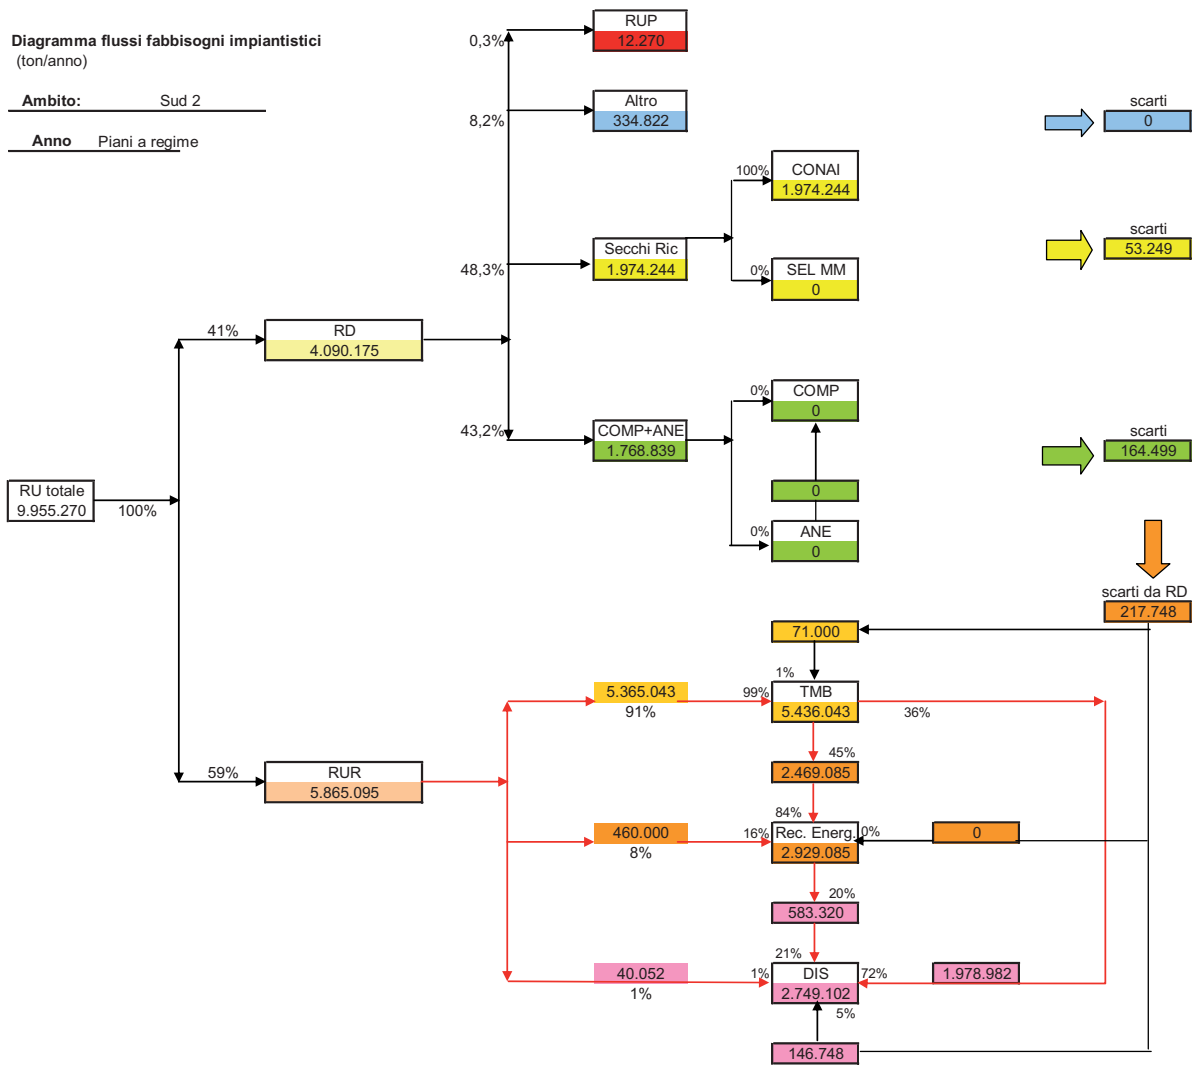 Diagramma flussi fabbisogni impiantistici
(ton/anno)
Ambito: Sud 2
Anno Piani a regime
RUP
12.270
0,3%
Altro
334.822
8,2%
scarti
0
CONAI
1.974.244
100%
Secchi Ric
1.974.244
48,3%
SEL MM
0
0%
scarti
53.249
41%
RD
4.090.175
COMP
0
0%
43,2%
COMP+ANE
1.768.839
0
ANE
0
0%
scarti
164.499
RU totale
9.955.270
100%
scarti da RD
217.748
71.000
1%
5.365.043
91%
99%
TMB
5.436.043
36%
45%
2.469.085
59%
RUR
5.865.095
84%
460.000
8%
16%
Rec. Energ.
2.929.085
0%
0
20%
583.320
21%
40.052
1%
1%
DIS
2.749.102
72%
1.978.982
5%
146.748